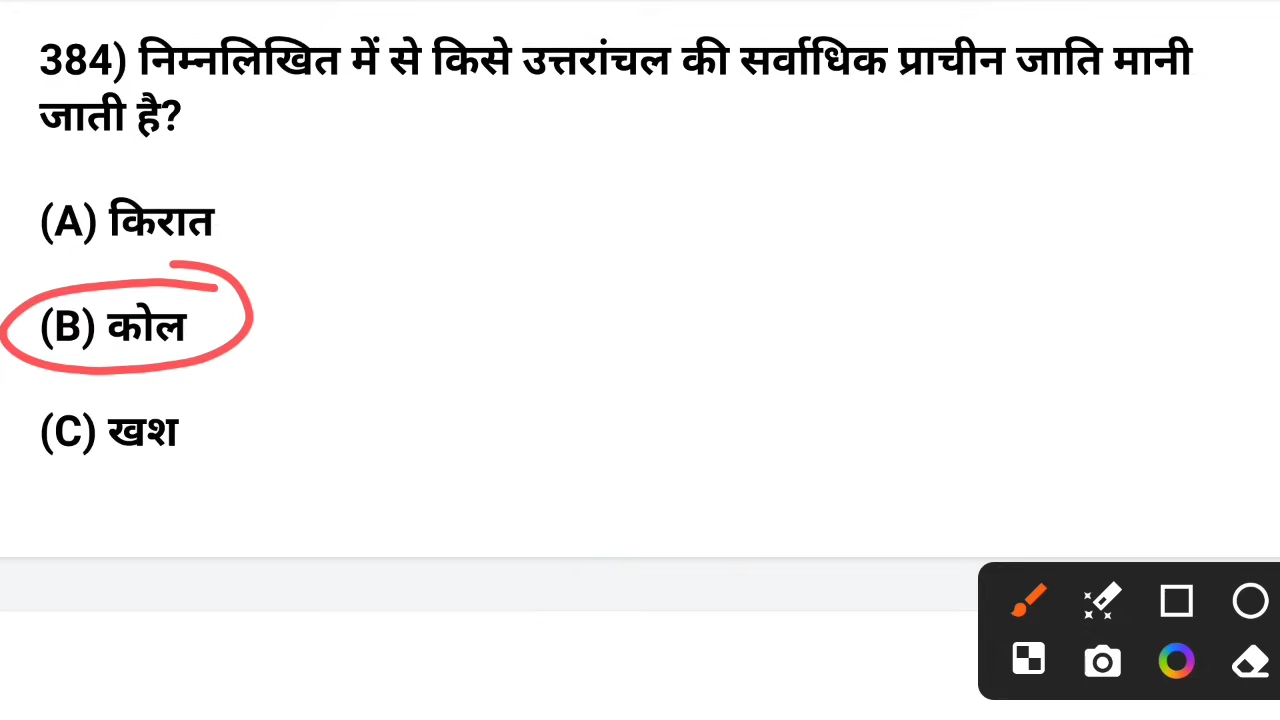 384) निम्नलिखित में से किसे उत्तरांचल की सर्वाधिक प्राचीन जाति मानी
जाती है?
(A) किरात
(B) कोल
(C) खश